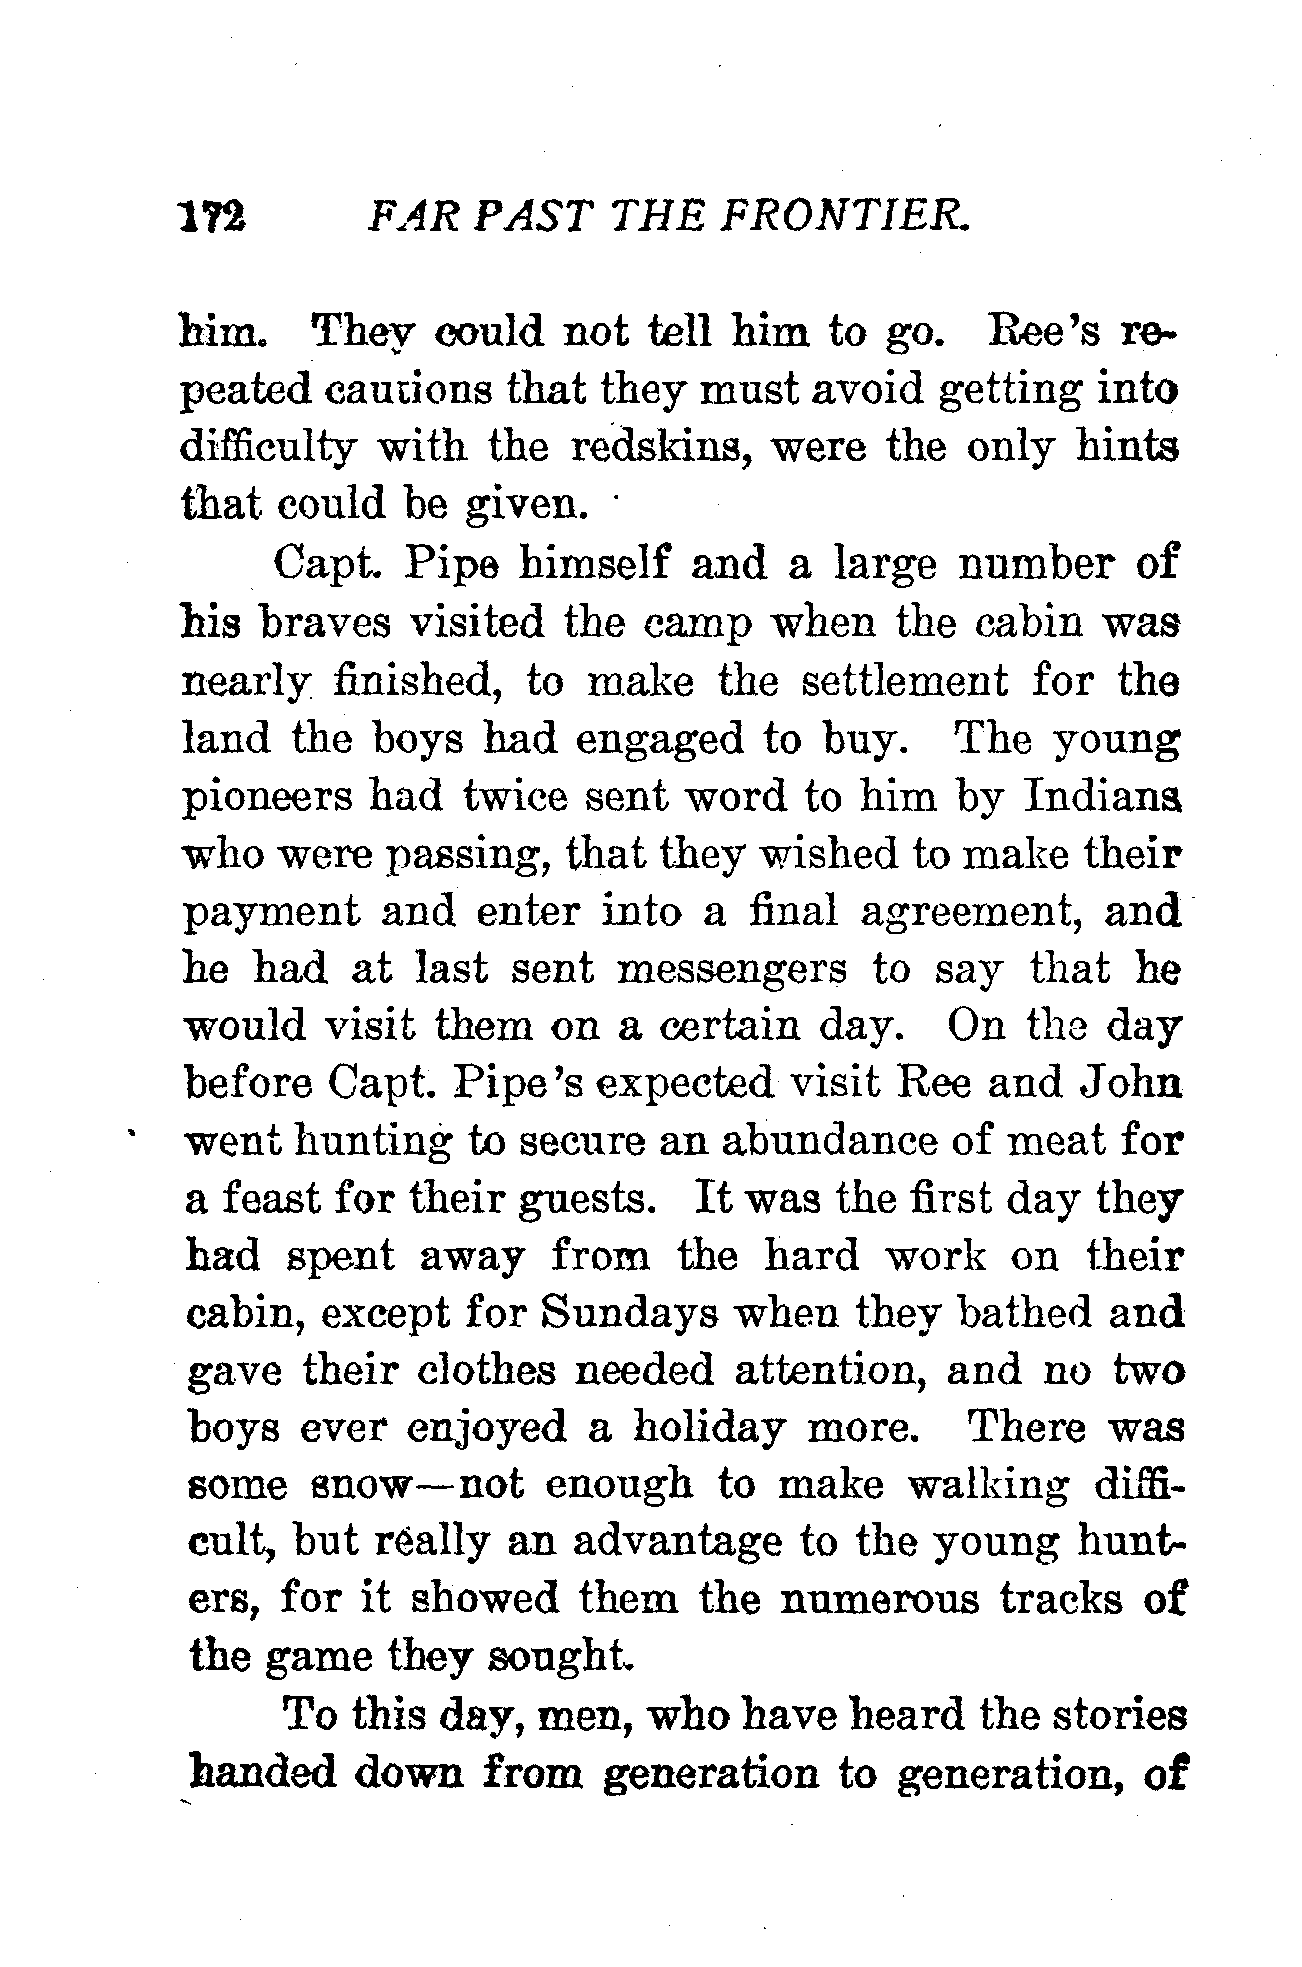 172 FAR PAST THE FRONTIER.
him. They could not tell him to go. Ree's re-
peated cautions that they must avoid getting into
difficulty with the redskins, were the only hints
that could be given.
Capt. Pipe himself and a large number of
his braves visited the camp when the cabin was
nearly finished, to make the settlement for the
land the boys had engaged to buy. The young
pioneers had twice sent word to him by Indians
who were passing, that they wished to make their
payment and enter into a final agreement, and
he had at last sent messengers to say that he
would visit them on a certain day. On the day
before Capt. Pipe's expected visit Ree and John
went hunting to secure an abundance of meat for
a feast for their guests. It was the first day they
had spent away from the hard work on their
cabin, except for Sundays when they bathed and
gave their clothes needed attention, and no two
boys ever enjoyed a holiday more. There was
some snow—not enough to make walking diffi-
cult, but really an advantage to the young hunt-
ers, for it showed them the numerous tracks of
the game they sought.
To this day, men, who have heard the stories
handed down from generation to generation, of